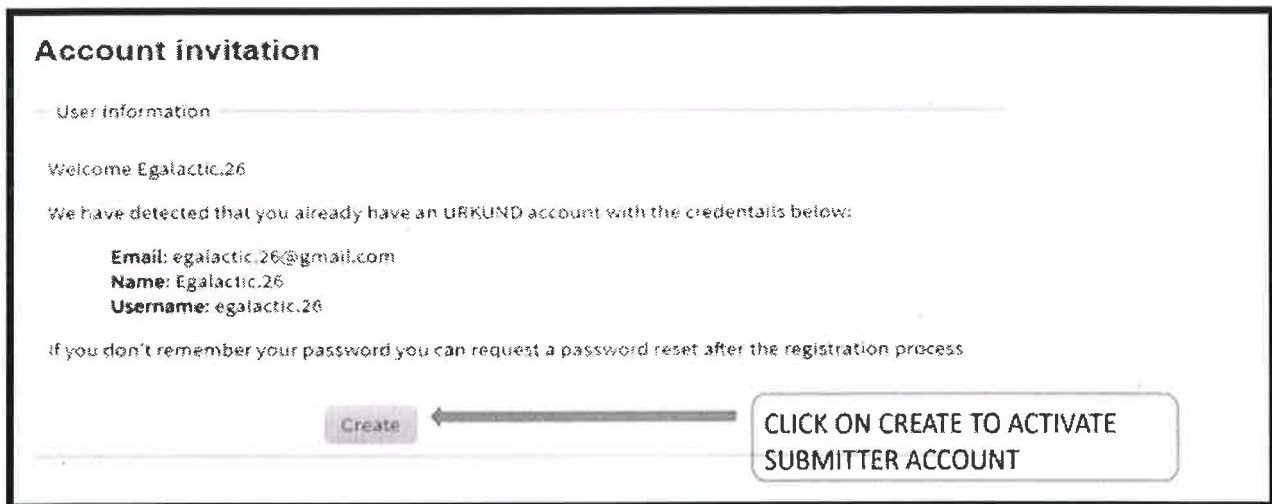 Account invitation
User information
Welcome Egalactic.26
We have detected that you already have an URKUND account with the credentails below:
Email: egalactic.26@gmail.com
Name: Egalactic.26
Username: egalactic.26
If you don't remember your password you can request a password reset after the registration process
Create
CLICK ON CREATE TO ACTIVATE
SUBMITTER ACCOUNT